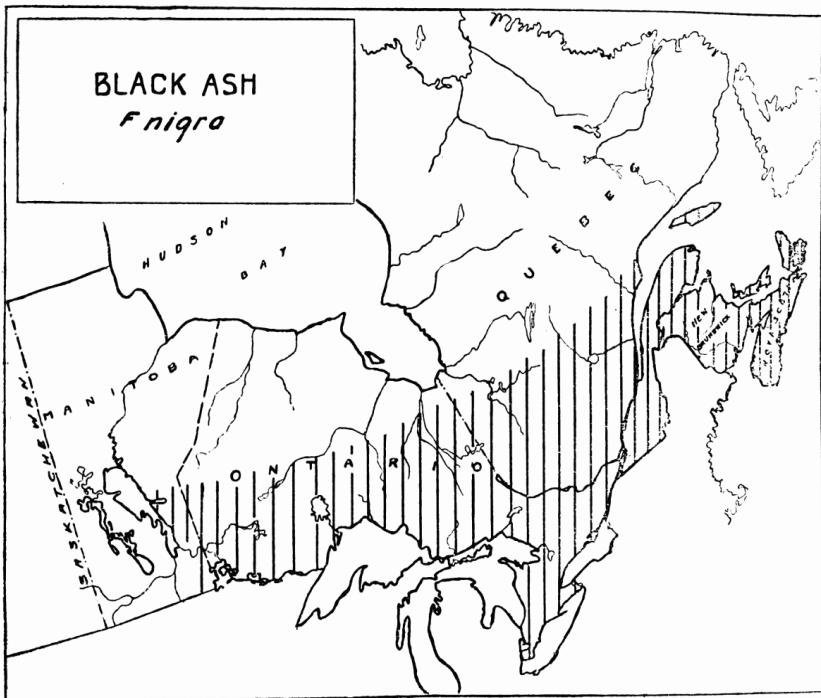 BLACK ASH
F nigra
HUDSON
BAY
QUEBEC
NEW
BRUNSWICK
MANITOBA
ONTARIO
SASKATCHEWAN